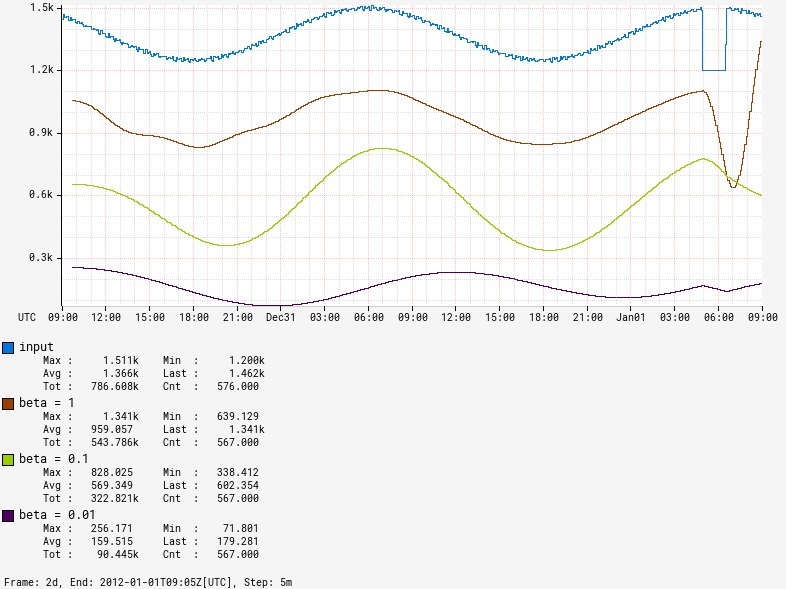 1.5k
1.2k
0.9k
0.6k
0.3k
UTC 09:00 12:00 15:00 18:00 21:00 Dec31 03:00 06:00 09:00 12:00 15:00 18:00 21:00 Jan01 03:00 06:00 09:00
input
Max : 1.511k Min : 1.200k
Avg : 1.366k Last : 1.462k
Tot : 786.608k Cnt : 576.000
beta = 1
Max : 1.341k Min : 639.129
Avg : 959.057 Last : 1.341k
Tot : 543.786k Cnt : 567.000
beta = 0.1
Max : 828.025 Min : 338.412
Avg : 569.349 Last : 602.354
Tot : 322.821k Cnt : 567.000
beta = 0.01
Max : 256.171 Min : 71.801
Avg : 159.515 Last : 179.281
Tot : 90.445k Cnt : 567.000
Frame: 2d, End: 2012-01-01T09:05Z[UTC], Step: 5m